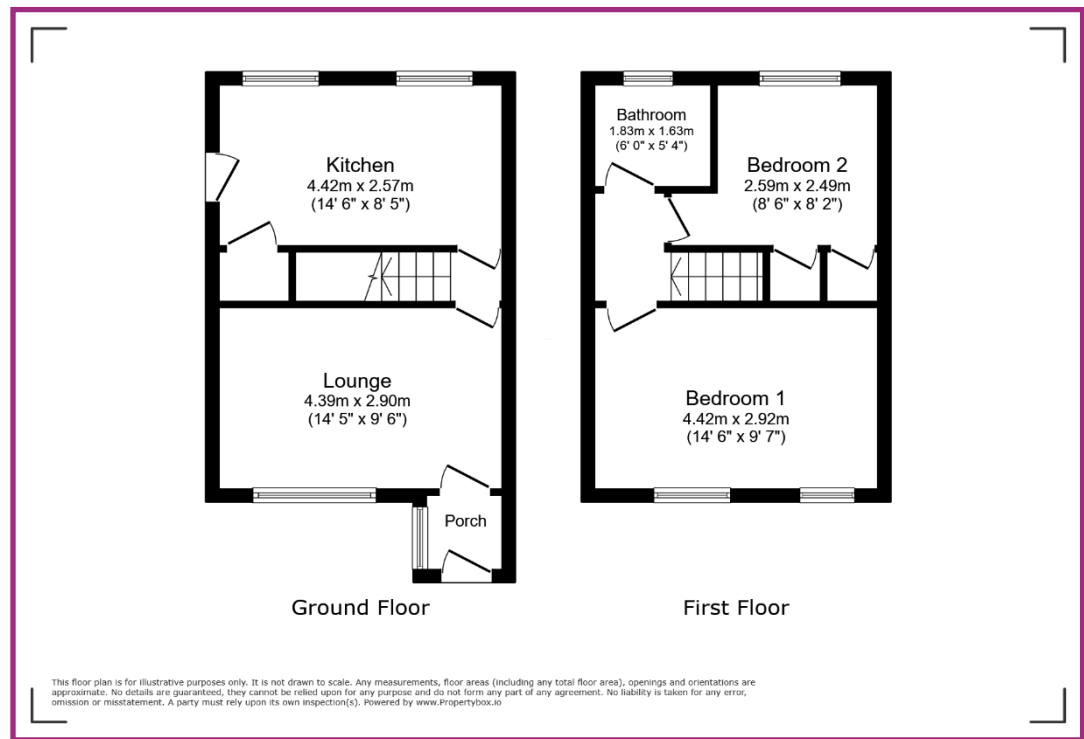 Kitchen
4.42m x 2.57m
(14' 6" x 8' 5")
Lounge
4.39m x 2.90m
(14' 5" x 9' 6")
Porch
Ground Floor
Bathroom
1.83m x 1.63m
(6' 0" x 5' 4")
Bedroom 2
2.59m x 2.49m
(8' 6" x 8' 2")
Bedroom 1
4.42m x 2.92m
(14' 6" x 9' 7")
First Floor
This floor plan is for illustrative purposes only. It is not drawn to scale. Any measurements, floor areas (including any total floor area), openings and orientations are
approximate. No details are guaranteed, they cannot be relied upon for any purpose and do not form any part of any agreement. No liability is taken for any error,
omission or misstatement. A party must rely upon its own inspection(s). Powered by www.Propertybox.io